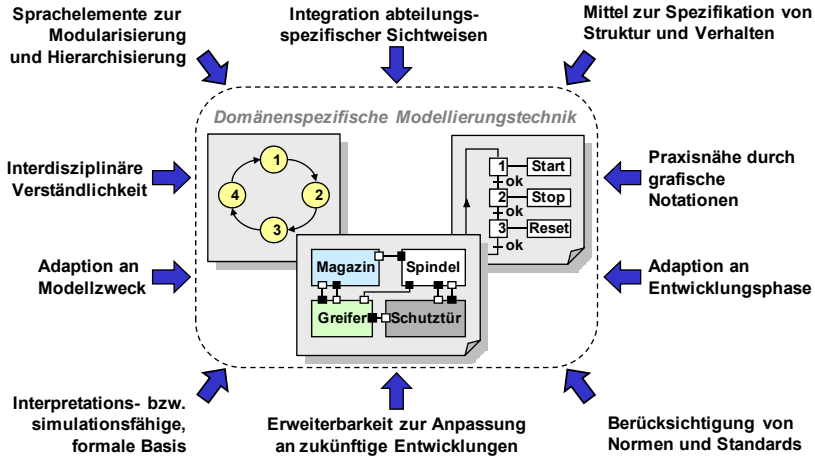 Sprachelemente zur
Modularisierung
und Hierarchisierung
Integration abteilungs-
spezifischer Sichtweisen
Mittel zur Spezifikation von
Struktur und Verhalten
Domänenspezifische Modellierungstechnik
Interdisziplinäre
Verständlichkeit
1
2
3
4
1 Start
ok
2 Stop
ok
3 Reset
ok
Praxisnähe durch
grafische
Notationen
Adaption an
Modellzweck
Magazin Spindel
Greifer Schutztür
Adaption an
Entwicklungsphase
Interpretations- bzw.
simulationsfähige,
formale Basis
Erweiterbarkeit zur Anpassung
an zukünftige Entwicklungen
Berücksichtigung von
Normen und Standards